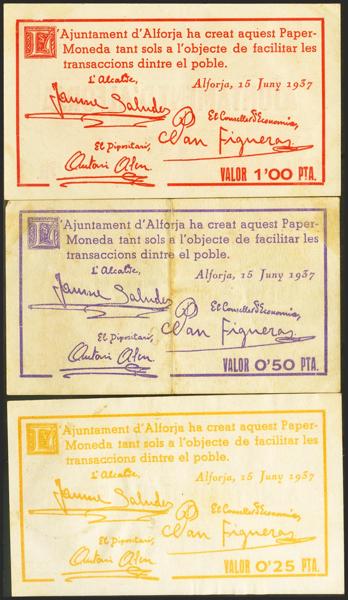 L'Ajuntament d'Alforja ha creat aquest Paper-
Moneda tant sols a l'objecte de facilitar les
transaccions dintre el poble.
L'Alcalde,
Alforja, 15 Juny 1937
Jaume Saludes
El Conseller d'Economia,
El Dipositari,
Joan Figueras
Antoni
VALOR 1'00 PTA.
L'Ajuntament d'Alforja ha creat aquest Paper-
Moneda tant sols a l'objecte de facilitar les
transaccions dintre el poble.
L'Alcalde,
Alforja, 15 Juny 1937
Jaume Saludes
El Conseller d'Economia,
El Dipositari,
Joan Figueras
Antoni
VALOR 0'50 PTA.
L'Ajuntament d'Alforja ha creat aquest Paper-
Moneda tant sols a l'objecte de facilitar les
transaccions dintre el poble.
L'Alcalde,
Alforja, 15 Juny 1937
Jaume Saludes
El Conseller d'Economia,
El Dipositari,
Joan Figueras
Antoni
VALOR 0'25 PTA.